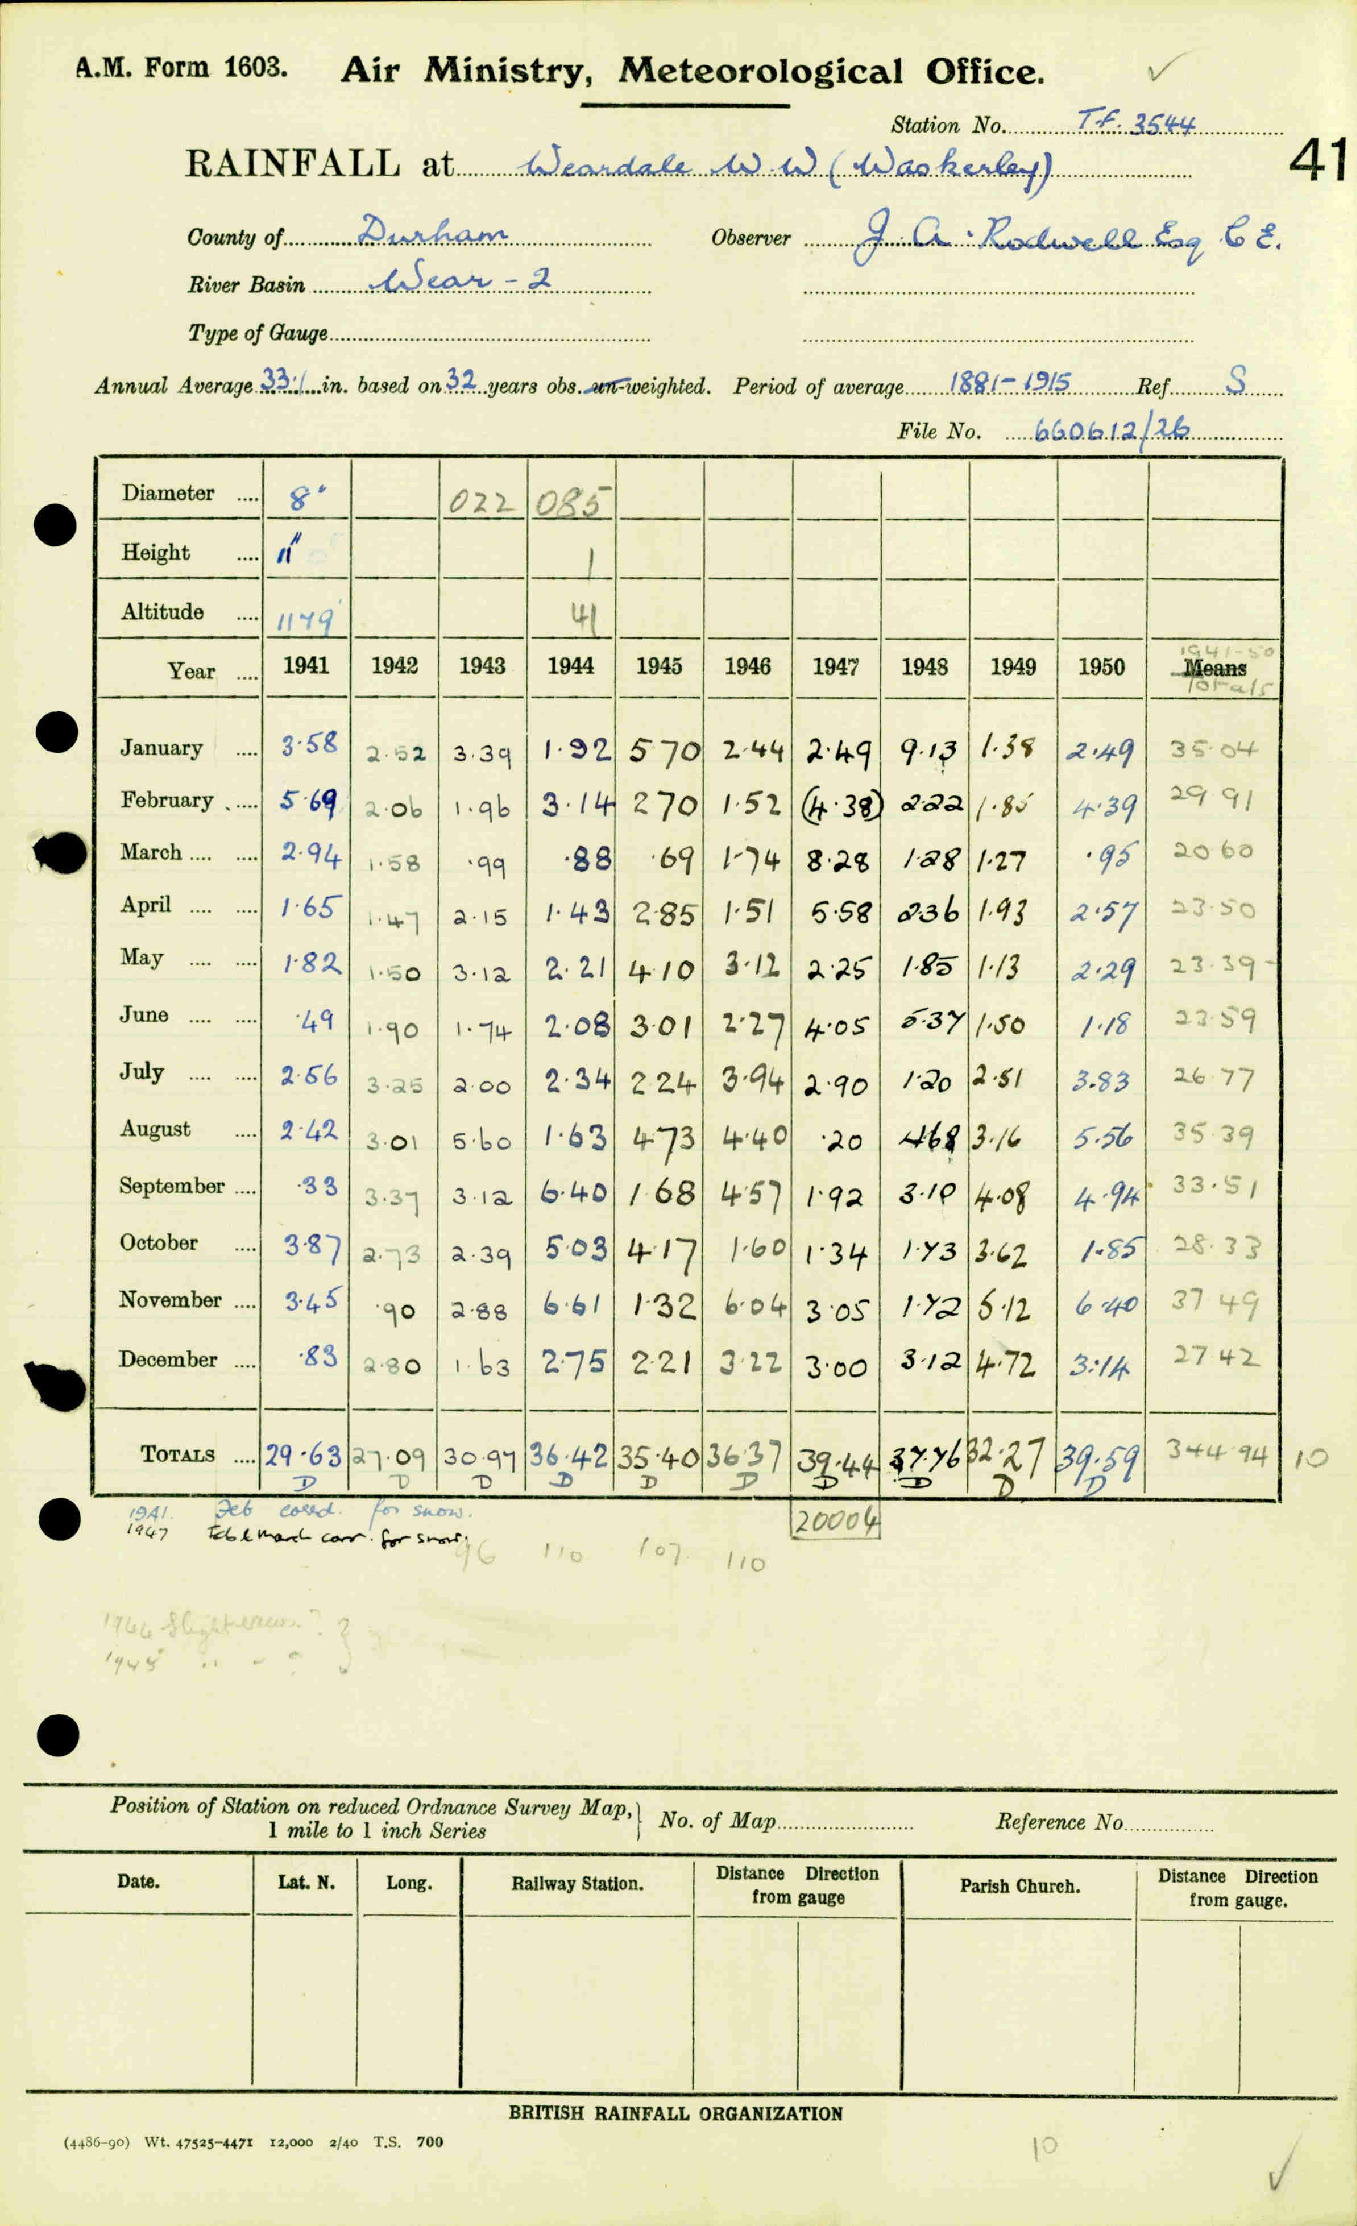 A.M. Form 1603. Air Ministry, Meteorological Office.
Station No. T.F. 3544
RAINFALL at Weardale W W (Waskerley) 41
County of Durham Observer J A. Rodwell Esq C E.
River Basin Wear - 2
Type of Gauge
Annual Average 33.1 in. based on 32 years obs. un-weighted. Period of average 1881-1915 Ref S
File No. 660612/26
Diameter .... 8" 022 085
Height .... 11" 1
Altitude .... 1179' 41
1941-50
Year .... 1941 1942 1943 1944 1945 1946 1947 1948 1949 1950 Means
Totals
January .... 3.58 2.52 3.39 1.92 5 70 2.44 2.49 9.13 1.38 2.49 35.04
February .... 5.69 2.06 1.96 3.14 2 70 1.52 (4.38) 2.22 1.85 4.39 29 91
March .... .... 2.94 1.58 .99 .88 .69 1.74 8.28 1.28 1.27 .95 20 60
April .... .... 1.65 1.47 2.15 1.43 2.85 1.51 5.58 2.36 1.93 2.57 23.50
May .... .... 1.82 1.50 3.12 2.21 4.10 3.12 2.25 1.85 1.13 2.29 23.39
June .... .... .49 1.90 1.74 2.08 3.01 2.27 4.05 5.37 1.50 1.18 23.59
July .... .... 2.56 3.25 2.00 2.34 2 24 3.94 2.90 1.20 2.51 3.83 26.77
August .... 2.42 3.01 5.60 1.63 4.73 4.40 .20 4.68 3.16 5.56 35.39
September .... .33 3.37 3.12 6.40 1 68 4.57 1.92 3.10 4.08 4.94 33.51
October .... 3.87 2.73 2.39 5.03 4.17 1.60 1.34 1.73 3.62 1.85 28.33
November .... 3.45 .90 2.88 6.61 1.32 6.04 3.05 1.72 5.12 6.40 37 49
December .... .83 2.80 1.63 2.75 2.21 3.22 3.00 3.12 4.72 3.14 27.42
TOTALS .... 29.63 27.09 30.97 36.42 35.40 36.37 39.44 37.76 32.27 39.59 344.94 10
D D D D D D D D D D
1941 Feb corrd. for snow. 20004
1947 Feb & March corr. for snow.
96 110 107 110
1944 Slight
1945
Position of Station on reduced Ordnance Survey Map, No. of Map Reference No
1 mile to 1 inch Series
Date. Lat. N. Long. Railway Station. Distance Direction from gauge Parish Church. Distance Direction from gauge.
BRITISH RAINFALL ORGANIZATION
(4486-90) Wt. 47525-4471 12,000 2/40 T.S. 700
10